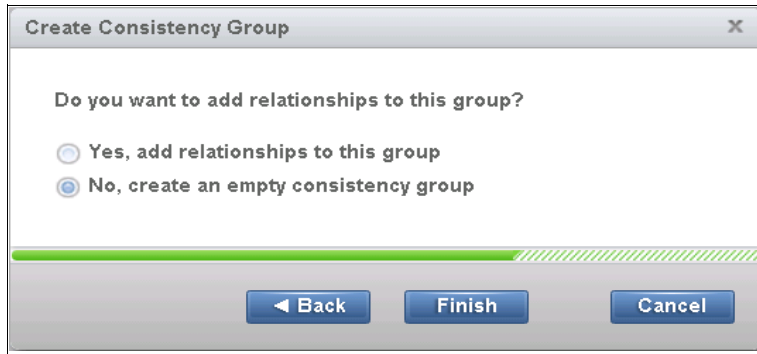 Create Consistency Group
Do you want to add relationships to this group?
Yes, add relationships to this group
No, create an empty consistency group
Back Finish Cancel